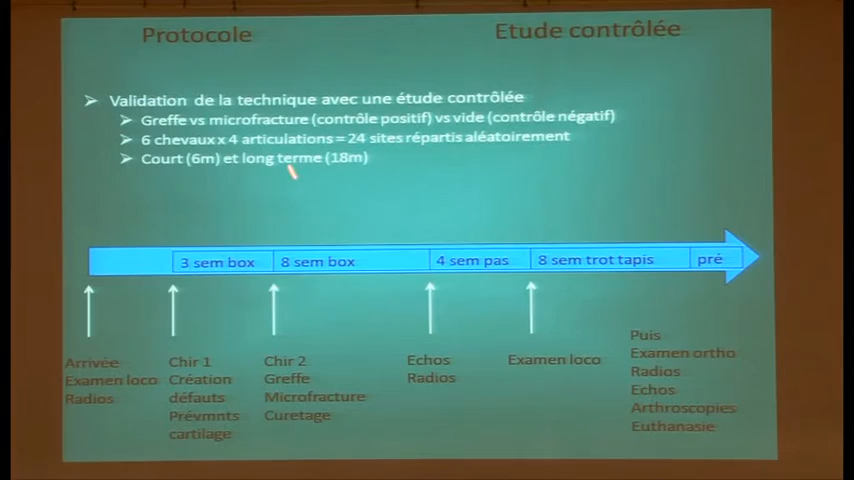 Protocole
Etude contrôlée
Validation de la technique avec une étude contrôlée
Greffe vs microfracture (contrôle positif) vs vide (contrôle négatif)
6 chevaux x 4 articulations = 24 sites répartis aléatoirement
Court (6m) et long terme (18m)
3 sem box
8 sem box
4 sem pas
8 sem trot tapis
pré
Arrivée
Examen loco
Radios
Chir 1
Création
défauts
Prévmnts
cartilage
Chir 2
Greffe
Microfracture
Curetage
Echos
Radios
Examen loco
Puis
Examen ortho
Radios
Echos
Arthroscopies
Euthanasie